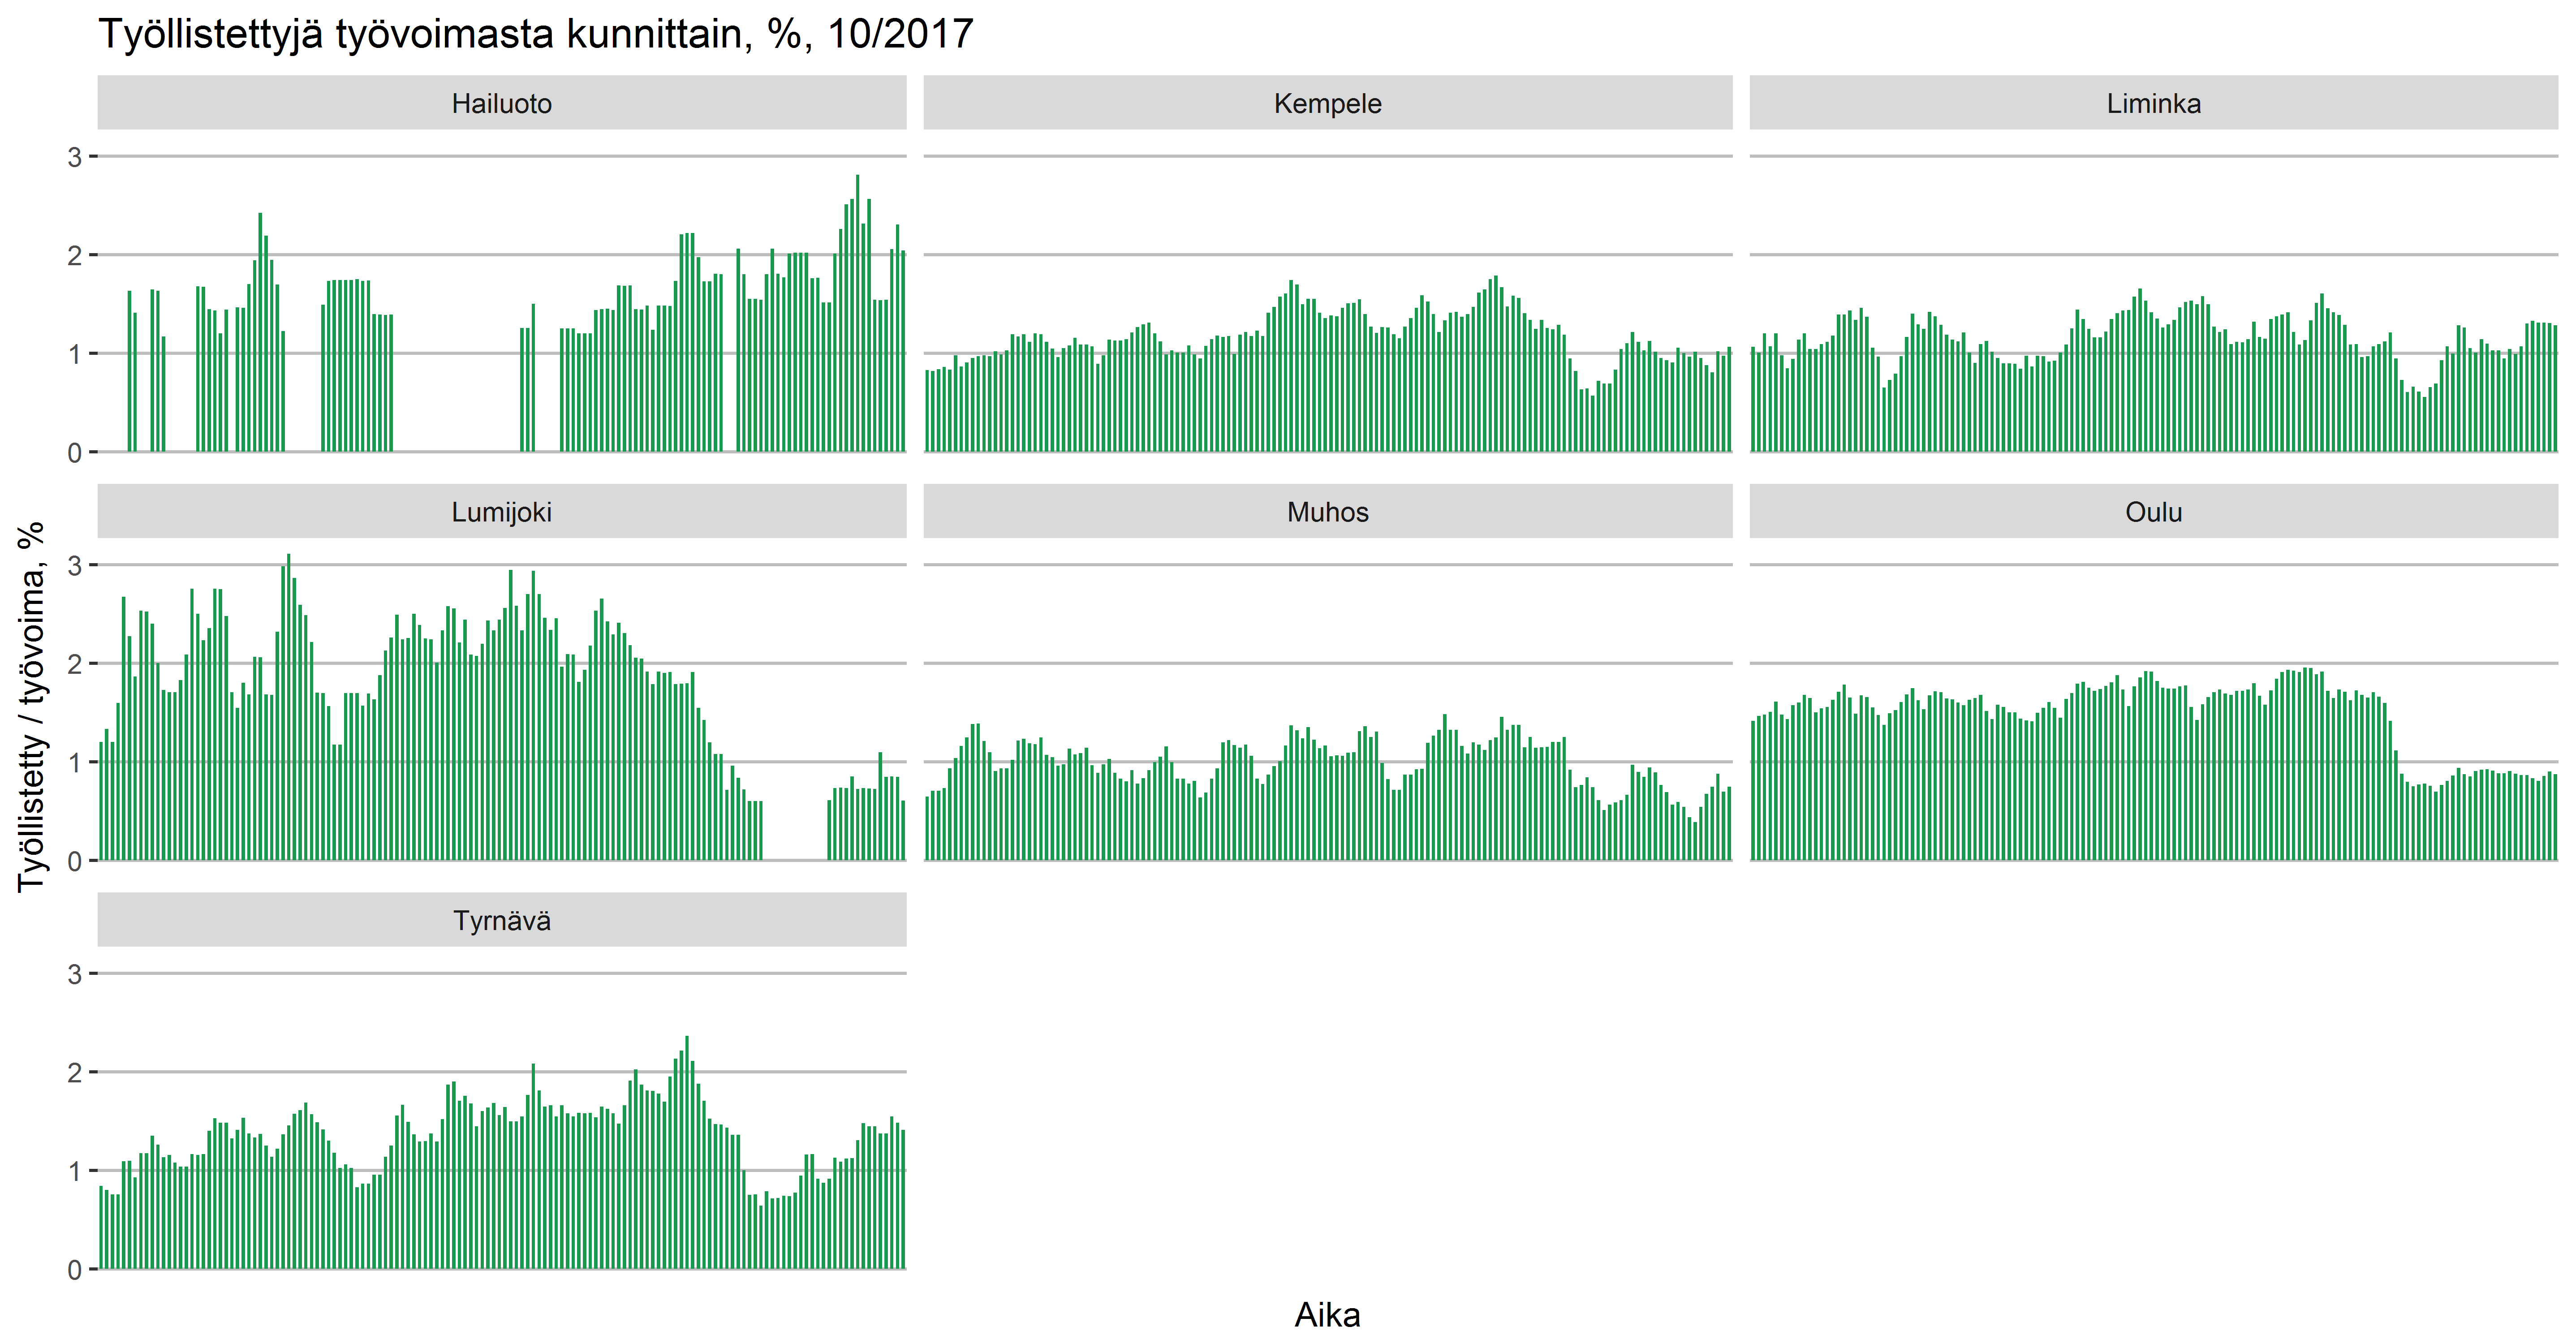 Työllistettyjä työvoimasta kunnittain, %, 10/2017
Hailuoto
Kempele
Liminka
3
2
1
0
Työllistetty / työvoima, %
Lumijoki
Muhos
Oulu
3
2
1
0
Tyrnävä
3
2
1
0
Aika